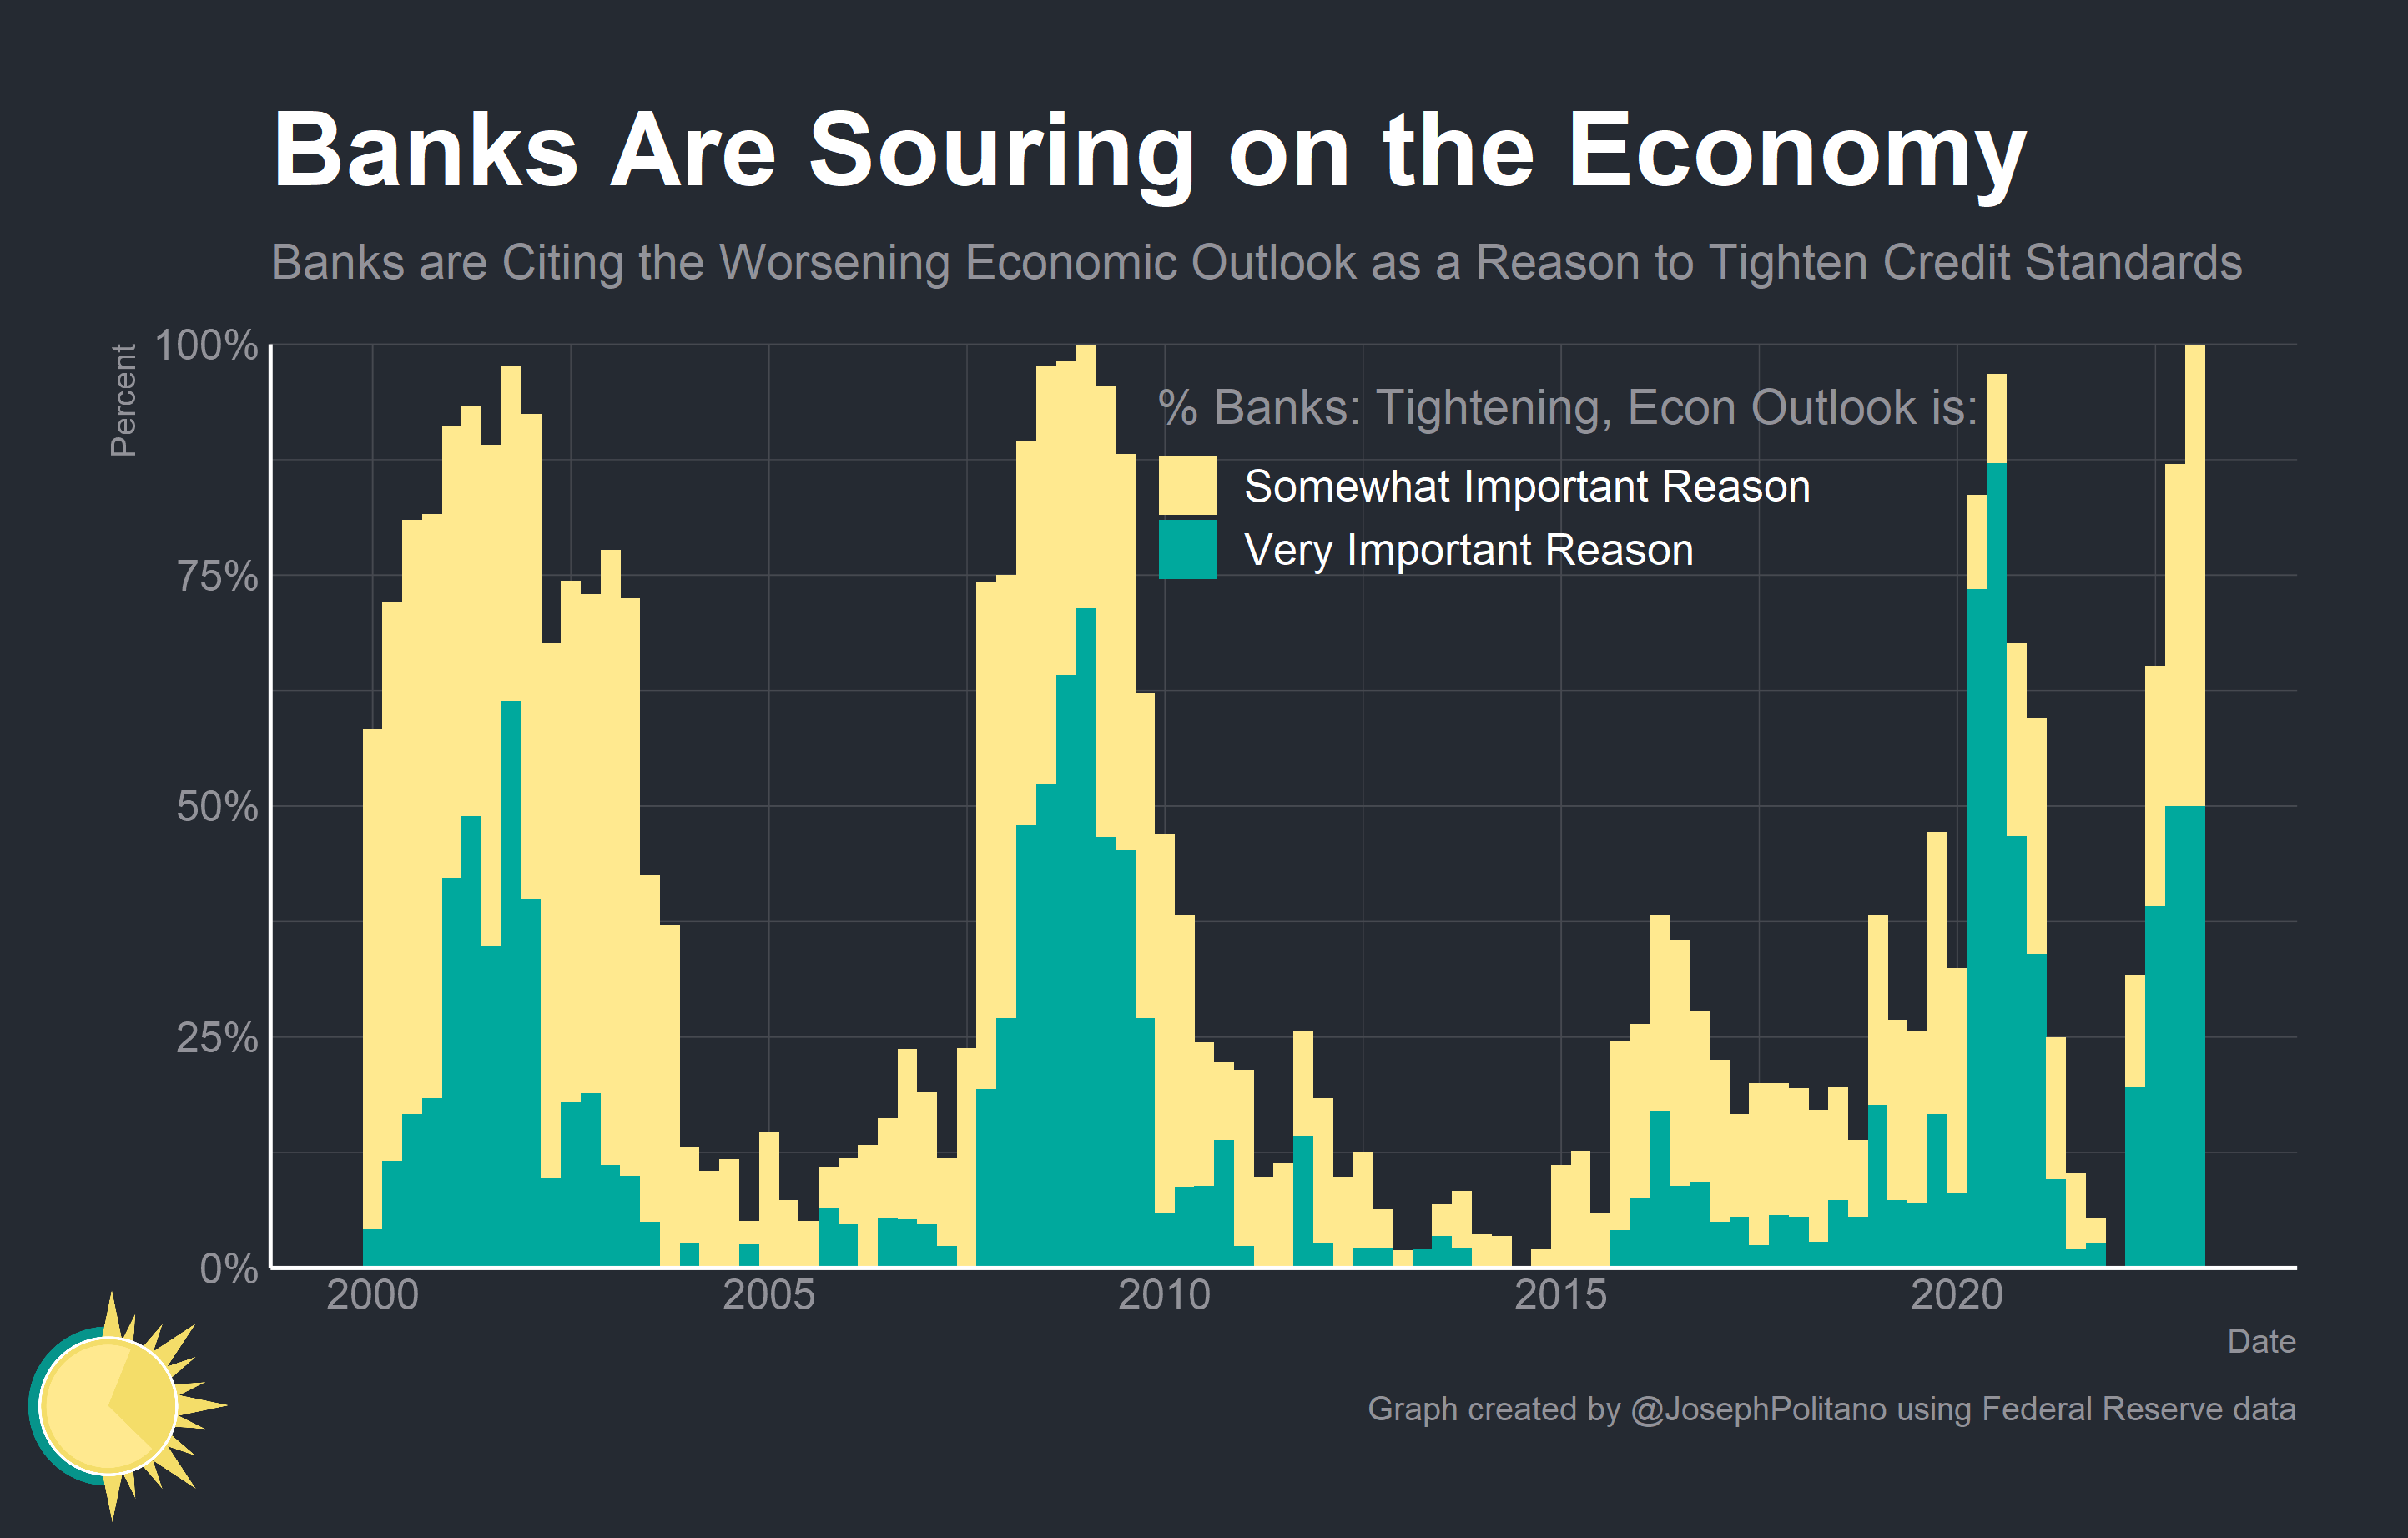 Banks Are Souring on the Economy
Banks are Citing the Worsening Economic Outlook as a Reason to Tighten Credit Standards
Percent
100%
75%
50%
25%
0%
% Banks: Tightening, Econ Outlook is:
Somewhat Important Reason
Very Important Reason
2000
2005
2010
2015
2020
Date
Graph created by @JosephPolitano using Federal Reserve data